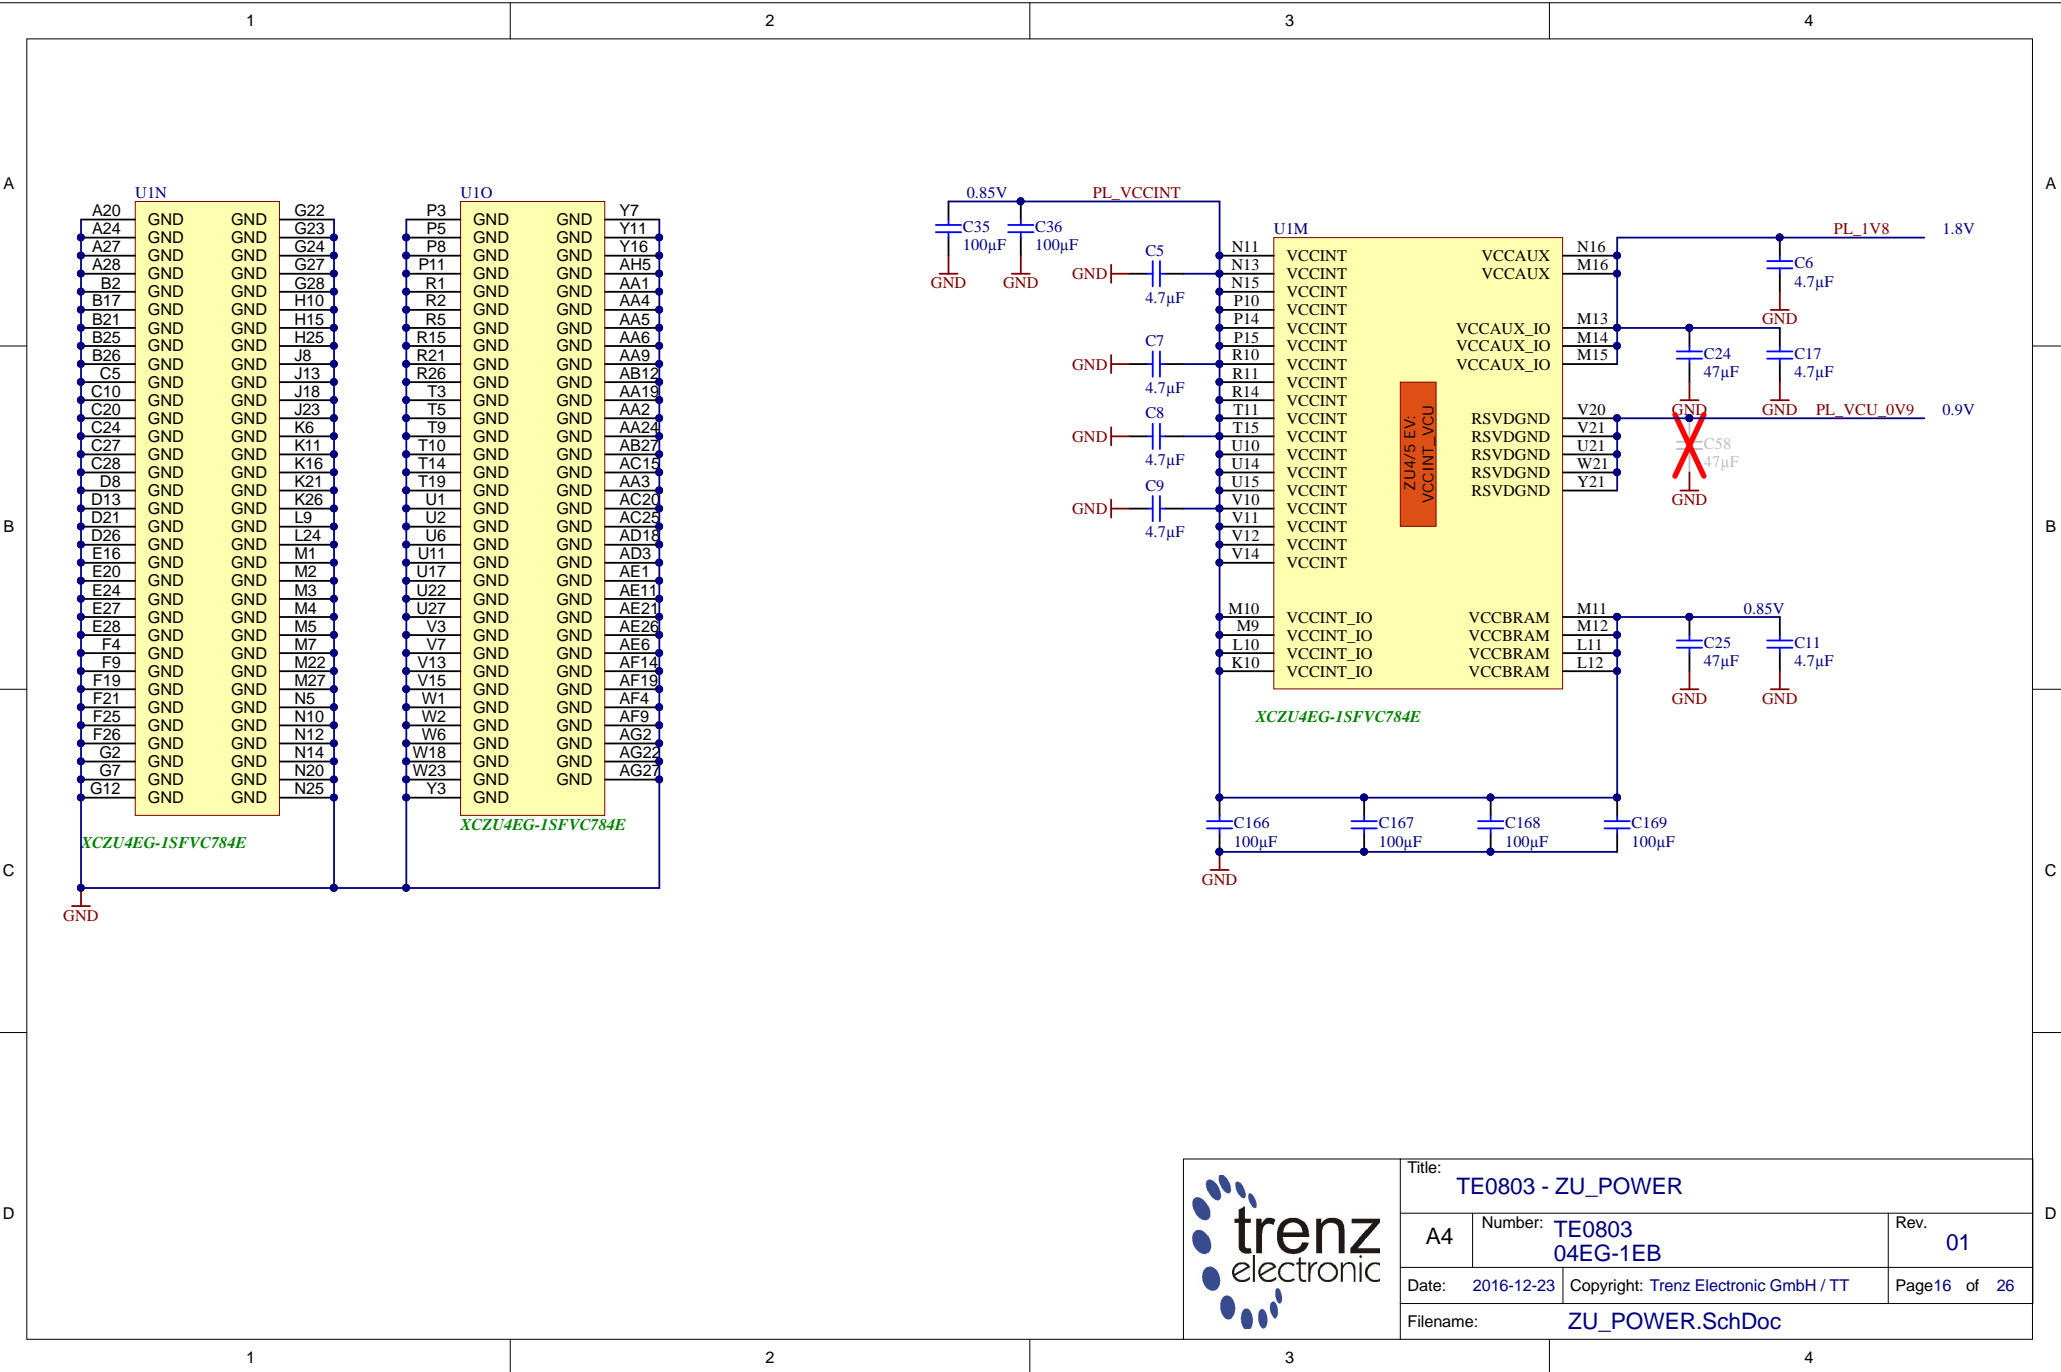 1 2 3 4
A A
B B
C C
D D
1 2 3 4
U1N
A20 GND GND G22
A24 GND GND G23
A27 GND GND G24
A28 GND GND G27
B2 GND GND G28
B17 GND GND H10
B21 GND GND H15
B25 GND GND H25
B26 GND GND J8
C5 GND GND J13
C10 GND GND J18
C20 GND GND J23
C24 GND GND K6
C27 GND GND K11
C28 GND GND K16
D8 GND GND K21
D13 GND GND K26
D21 GND GND L9
D26 GND GND L24
E16 GND GND M1
E20 GND GND M2
E24 GND GND M3
E27 GND GND M4
E28 GND GND M5
F4 GND GND M7
F9 GND GND M22
F19 GND GND M27
F21 GND GND N5
F25 GND GND N10
F26 GND GND N12
G2 GND GND N14
G7 GND GND N20
G12 GND GND N25
XCZU4EG-1SFVC784E
GND
U1O
P3 GND GND Y7
P5 GND GND Y11
P8 GND GND Y16
P11 GND GND AH5
R1 GND GND AA1
R2 GND GND AA4
R5 GND GND AA5
R15 GND GND AA6
R21 GND GND AA9
R26 GND GND AB12
T3 GND GND AA19
T5 GND GND AA2
T9 GND GND AA24
T10 GND GND AB27
T14 GND GND AC15
T19 GND GND AA3
U1 GND GND AC20
U2 GND GND AC25
U6 GND GND AD18
U11 GND GND AD3
U17 GND GND AE1
U22 GND GND AE11
U27 GND GND AE21
V3 GND GND AE26
V7 GND GND AE6
V13 GND GND AF14
V15 GND GND AF19
W1 GND GND AF4
W2 GND GND AF9
W6 GND GND AG2
W18 GND GND AG22
W23 GND GND AG27
Y3 GND
XCZU4EG-1SFVC784E
0.85V PL_VCCINT
C35
100µF
GND
C36
100µF
GND
C5
GND
4.7µF
C7
GND
4.7µF
C8
GND
4.7µF
C9
GND
4.7µF
U1M
N11 VCCINT
N13 VCCINT
N15 VCCINT
P10 VCCINT
P14 VCCINT
P15 VCCINT
R10 VCCINT
R11 VCCINT
R14 VCCINT
T11 VCCINT
T15 VCCINT
U10 VCCINT
U14 VCCINT
U15 VCCINT
V10 VCCINT
V11 VCCINT
V12 VCCINT
V14 VCCINT
M10 VCCINT_IO
M9 VCCINT_IO
L10 VCCINT_IO
K10 VCCINT_IO
ZU4/5 EV:
VCCINT_VCU
VCCAUX N16
VCCAUX M16
VCCAUX_IO M13
VCCAUX_IO M14
VCCAUX_IO M15
RSVDGND V20
RSVDGND V21
RSVDGND U21
RSVDGND W21
RSVDGND Y21
VCCBRAM M11
VCCBRAM M12
VCCBRAM L11
VCCBRAM L12
XCZU4EG-1SFVC784E
PL_1V8 1.8V
C6
4.7µF
GND
C24
47µF
GND
C17
4.7µF
GND
PL_VCU_0V9 0.9V
C58
47µF
GND
0.85V
C25
47µF
GND
C11
4.7µF
GND
C166
100µF
C167
100µF
C168
100µF
C169
100µF
GND
trenz
electronic
Title:
TE0803 - ZU_POWER
A4
Number: TE0803
04EG-1EB
Rev.
01
Date: 2016-12-23 Copyright: Trenz Electronic GmbH / TT Page16 of 26
Filename: ZU_POWER.SchDoc